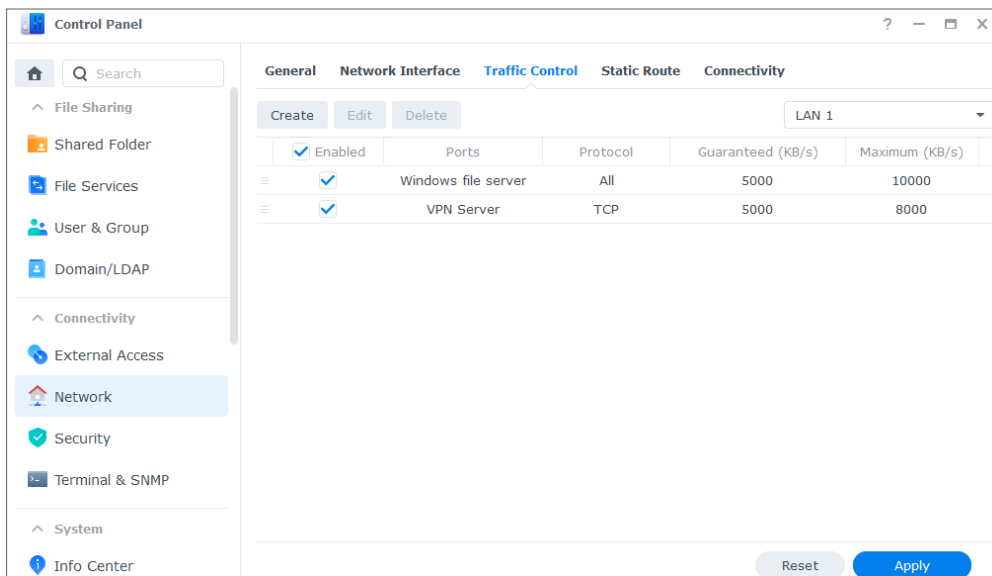 Control Panel
?
Search
File Sharing
Shared Folder
File Services
User & Group
Domain/LDAP
Connectivity
External Access
Network
Security
Terminal & SNMP
System
Info Center
General Network Interface Traffic Control Static Route Connectivity
Create Edit Delete LAN 1
Enabled Ports Protocol Guaranteed (KB/s) Maximum (KB/s)
Windows file server All 5000 10000
VPN Server TCP 5000 8000
Reset Apply